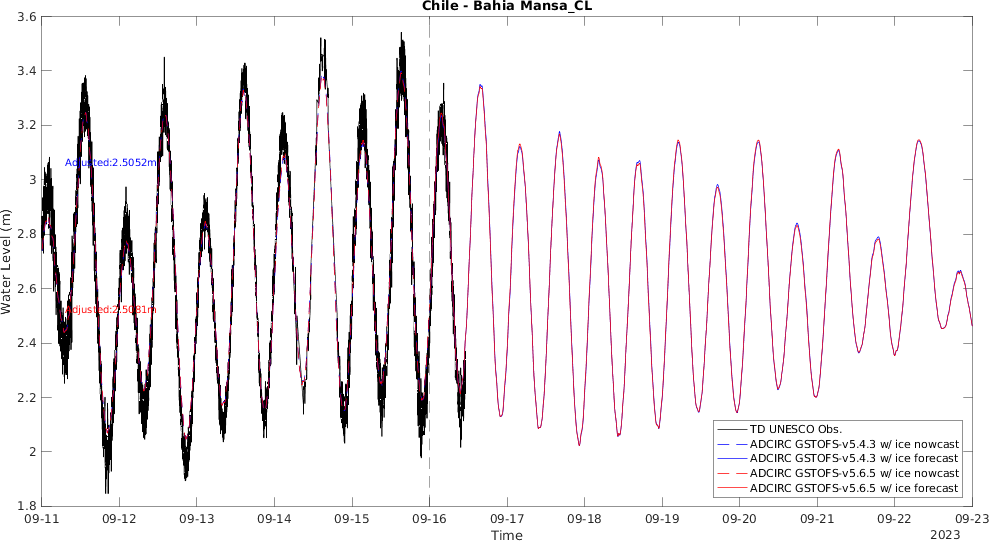 Chile - Bahia Mansa_CL
3.6
3.4
3.2
3
2.8
2.6
2.4
2.2
2
1.8
Water Level (m)
Adjusted:2.5052m
Adjusted:2.5081m
TD UNESCO Obs.
ADCIRC GSTOFS-v5.4.3 w/ ice nowcast
ADCIRC GSTOFS-v5.4.3 w/ ice forecast
ADCIRC GSTOFS-v5.6.5 w/ ice nowcast
ADCIRC GSTOFS-v5.6.5 w/ ice forecast
09-11 09-12 09-13 09-14 09-15 09-16 09-17 09-18 09-19 09-20 09-21 09-22 09-23
Time
2023